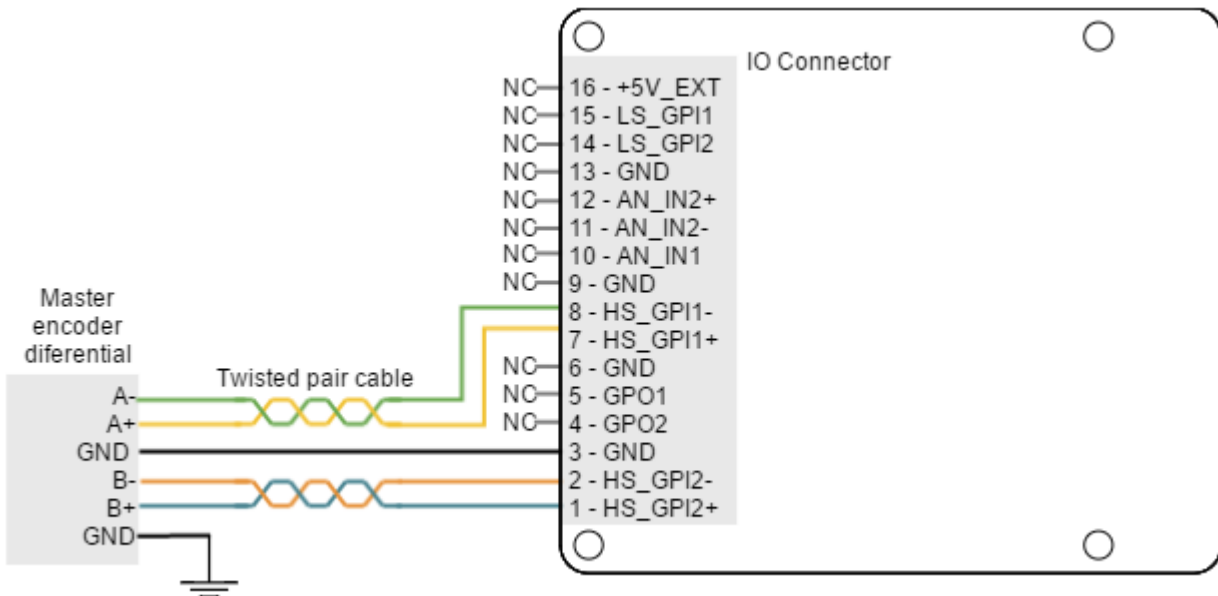 IO Connector
NC 16 - +5V_EXT
NC 15 - LS_GPI1
NC 14 - LS_GPI2
NC 13 - GND
NC 12 - AN_IN2+
NC 11 - AN_IN2-
NC 10 - AN_IN1
NC 9 - GND
8 - HS_GPI1-
7 - HS_GPI1+
NC 6 - GND
NC 5 - GPO1
NC 4 - GPO2
3 - GND
2 - HS_GPI2-
1 - HS_GPI2+
Master
encoder
diferential
Twisted pair cable
A-
A+
GND
B-
B+
GND